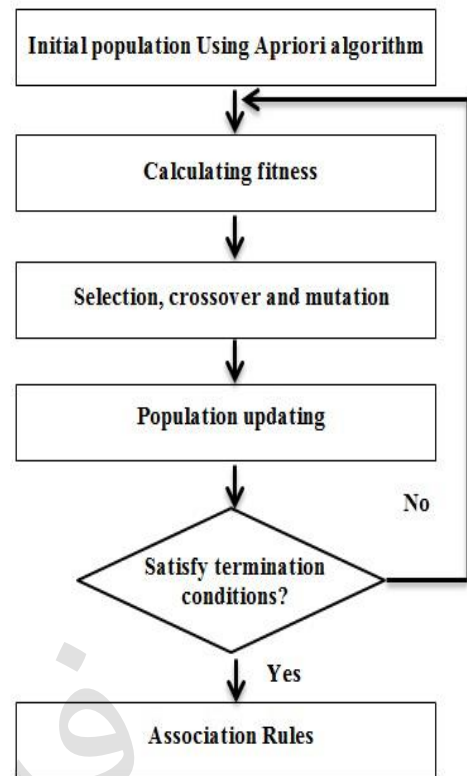 Initial population Using Apriori algorithm
Calculating fitness
Selection, crossover and mutation
Population updating
No
Satisfy termination
conditions?
Yes
Association Rules